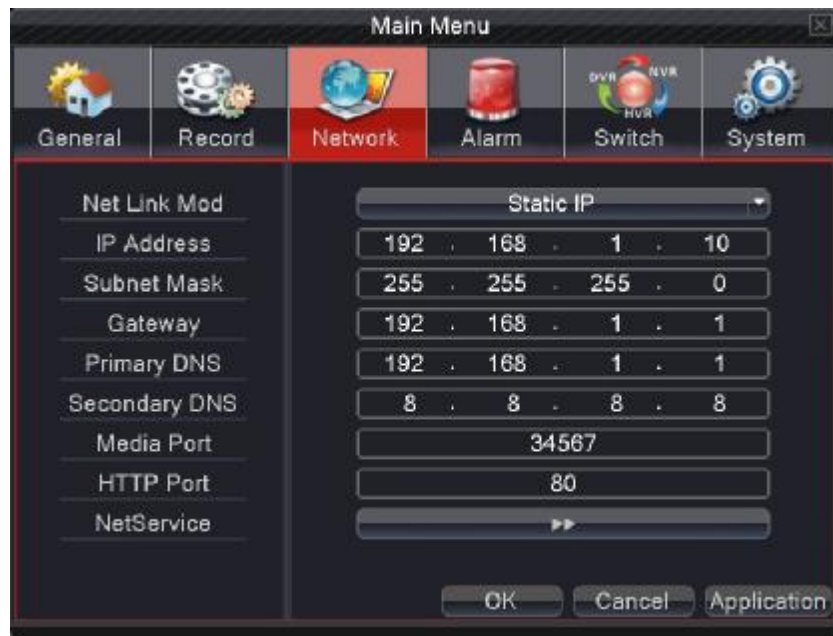 Main Menu
DVR NVR
HVR
General Record Network Alarm Switch System
Net Link Mod Static IP
IP Address 192 . 168 . 1 . 10
Subnet Mask 255 . 255 . 255 . 0
Gateway 192 . 168 . 1 . 1
Primary DNS 192 . 168 . 1 . 1
Secondary DNS 8 . 8 . 8 . 8
Media Port 34567
HTTP Port 80
NetService
OK Cancel Application